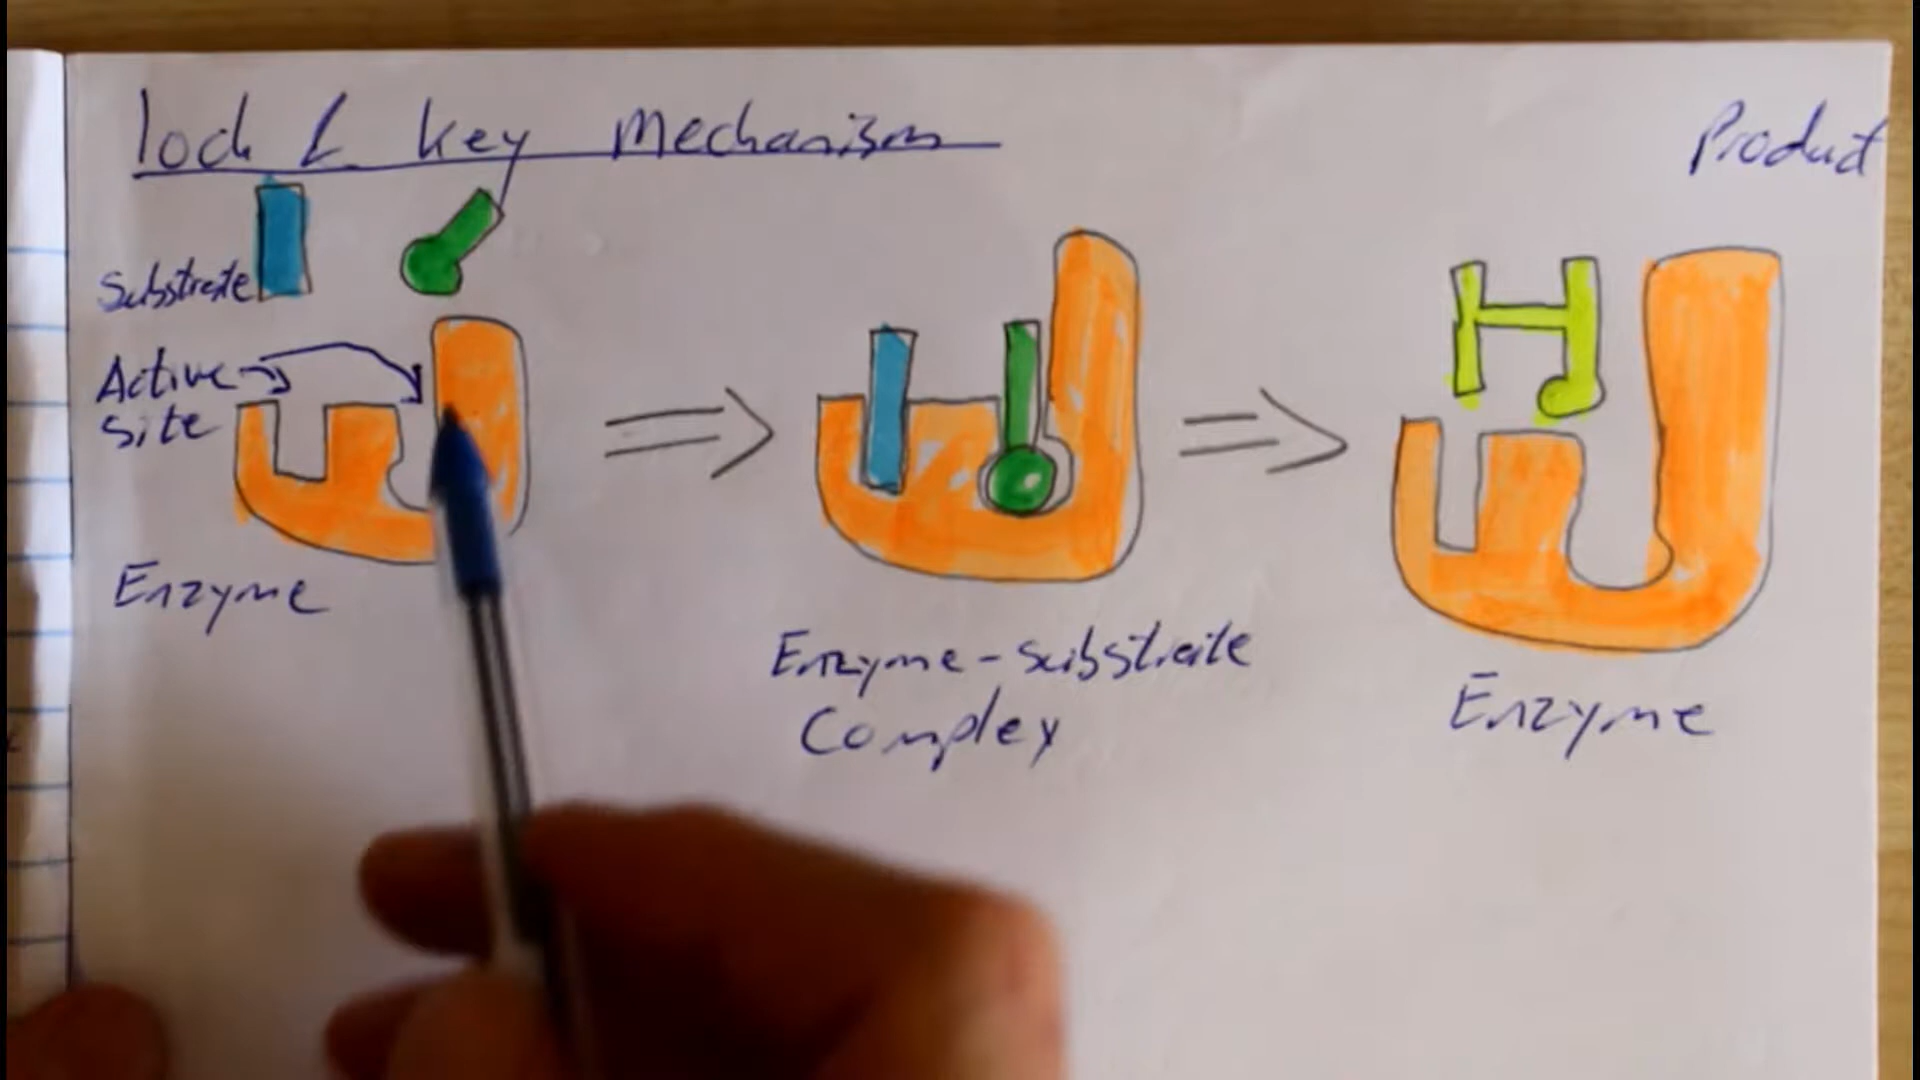 lock & key Mechanism
Product
Substrate
Active
Site
Enzyme
Enzyme-substrate
Complex
Enzyme